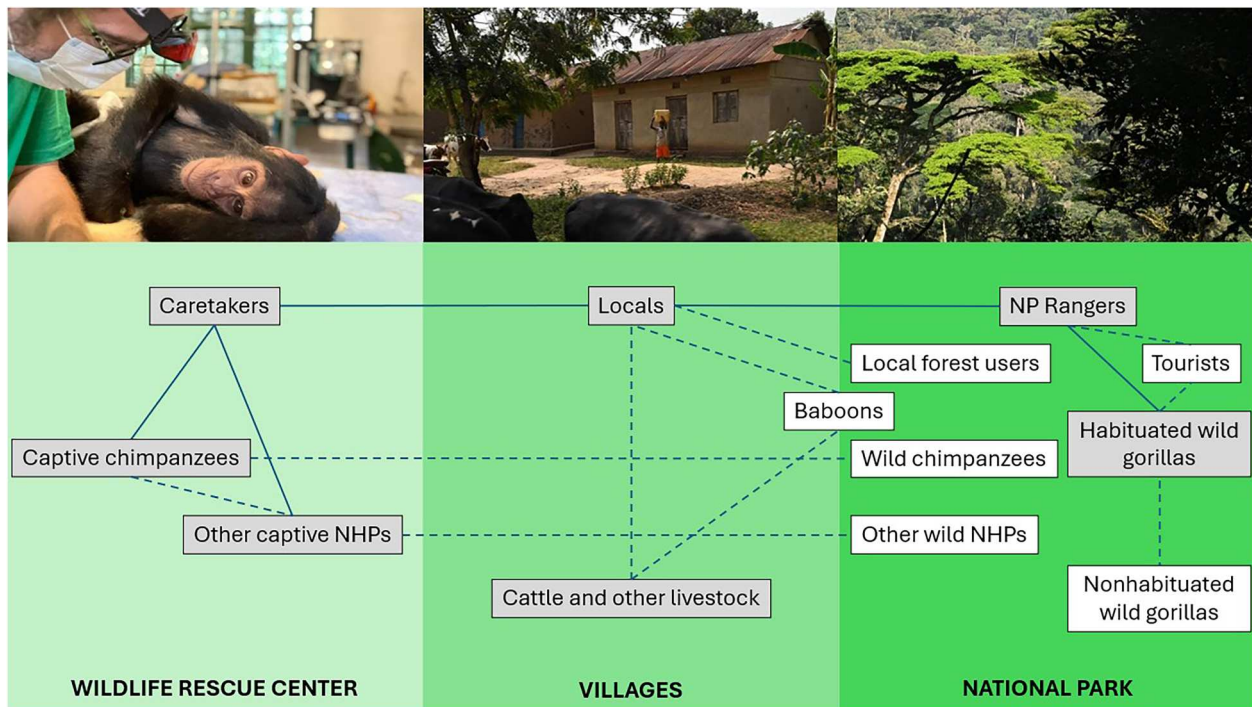 Caretakers
Locals
NP Rangers
Local forest users
Tourists
Baboons
Captive chimpanzees
Wild chimpanzees
Habituated wild
gorillas
Other captive NHPs
Other wild NHPs
Cattle and other livestock
Nonhabituated
wild gorillas
WILDLIFE RESCUE CENTER
VILLAGES
NATIONAL PARK